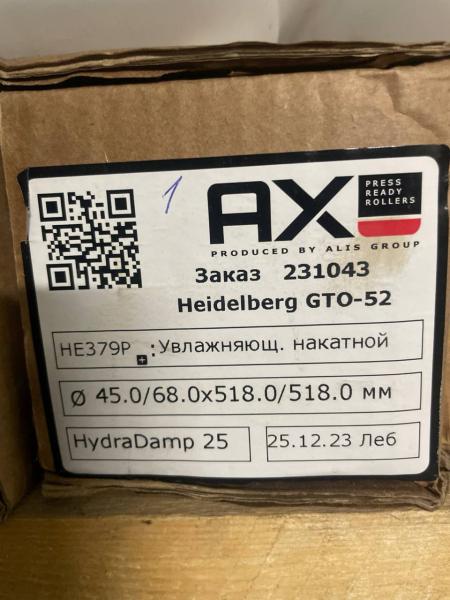 1
AX
PRESS
READY
ROLLERS
PRODUCED BY ALIS GROUP
Заказ 231043
Heidelberg GTO-52
HE379P :Увлажняющ. накатной
Ø 45.0/68.0x518.0/518.0 мм
HydraDamp 25
25.12.23 Леб